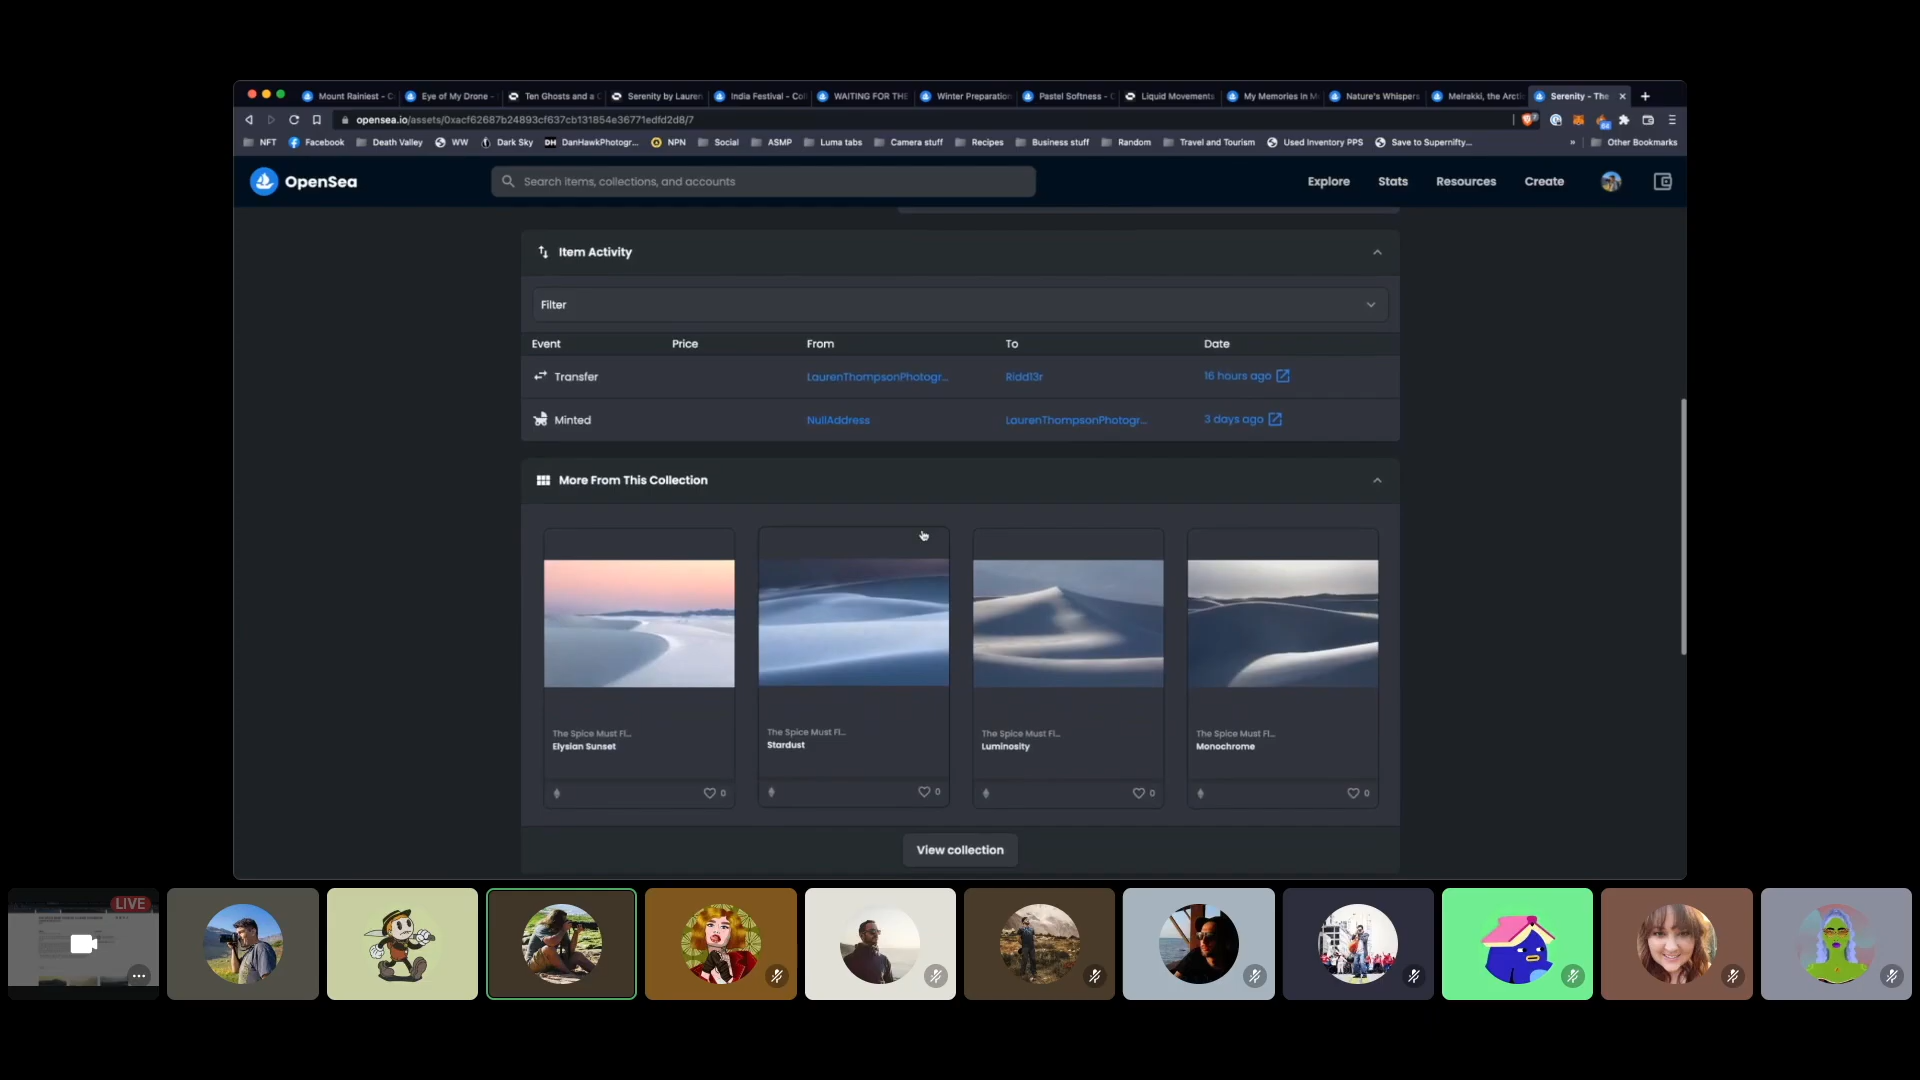 Mount Rainiest - C
Eye of My Drone -
Ten Ghosts and a C
Serenity by Lauren
India Festival - Col
WAITING FOR THE
Winter Preparation
Pastel Softness - C
Liquid Movements
My Memories In M
Nature's Whispers
Melrakki, the Arcti
Serenity - The
opensea.io/assets/0xacf62687b24893cf637cb131854e36771edfd2d8/7
NFT
Facebook
Death Valley
WW
Dark Sky
DH DanHawkPhotogr...
NPN
Social
ASMP
Luma tabs
Camera stuff
Recipes
Business stuff
Random
Travel and Tourism
Used Inventory PPS
Save to Supernifty...
»
Other Bookmarks
OpenSea
Search items, collections, and accounts
Explore
Stats
Resources
Create
Item Activity
Filter
Event Price From To Date
Transfer LaurenThompsonPhotogr... Ridd13r 16 hours ago
Minted NullAddress LaurenThompsonPhotogr... 3 days ago
More From This Collection
The Spice Must Fl...
Elysian Sunset
0
The Spice Must Fl...
Stardust
0
The Spice Must Fl...
Luminosity
0
The Spice Must Fl...
Monochrome
0
View collection
LIVE